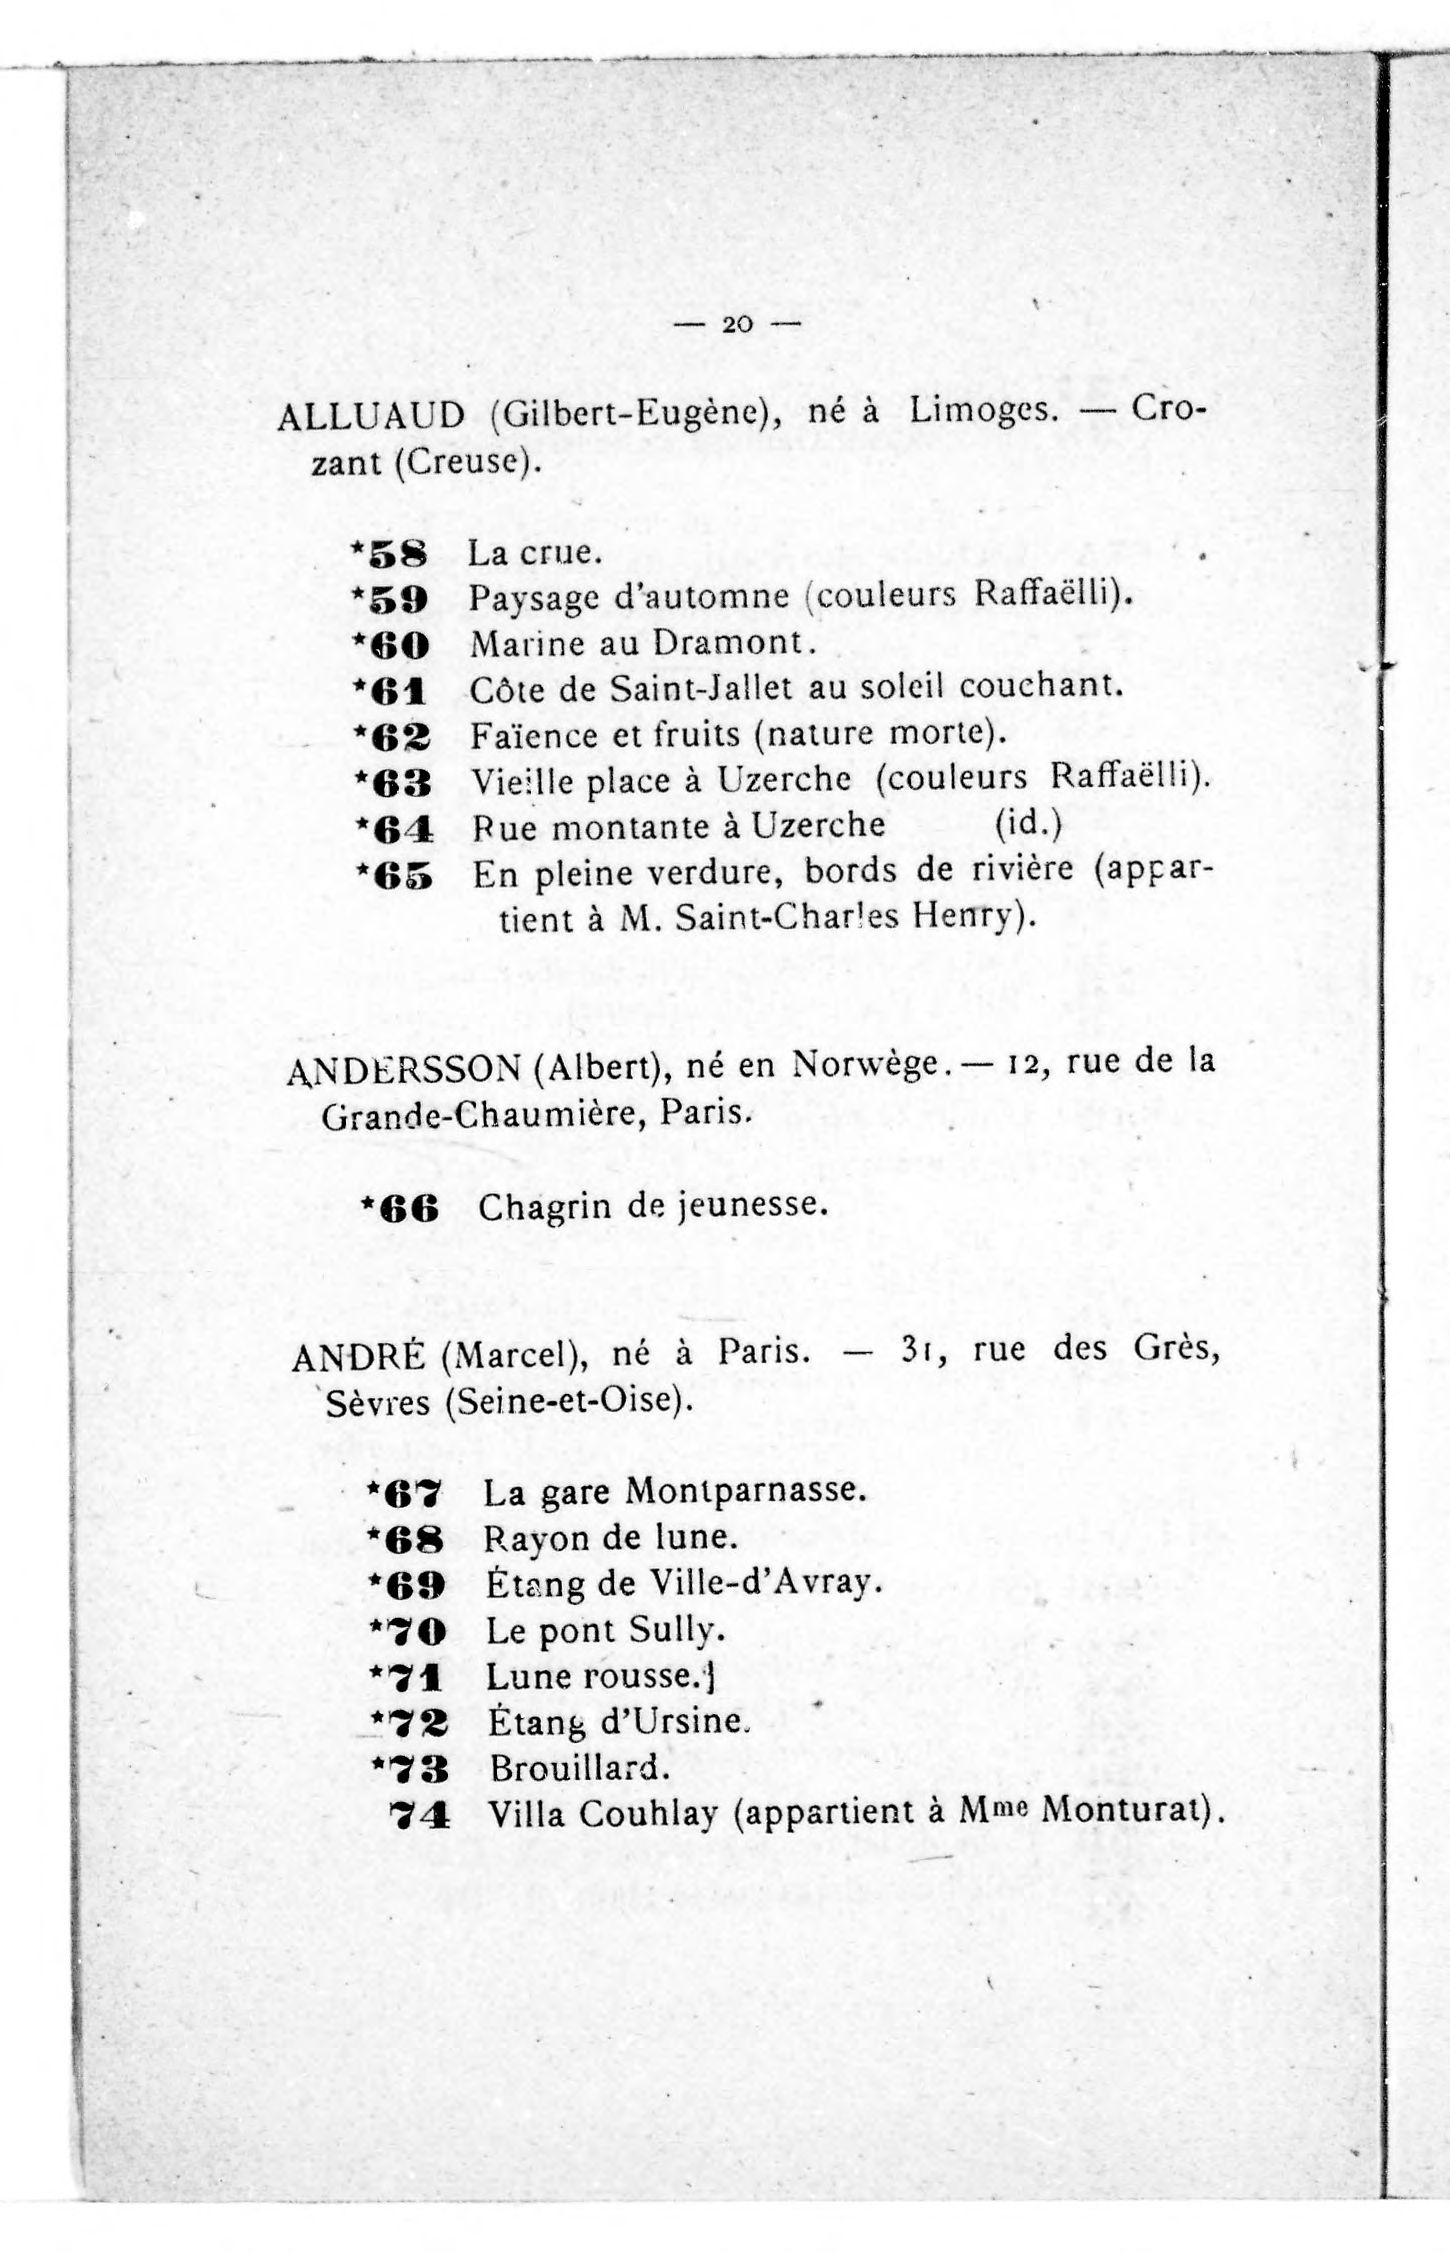 — 20 —
ALLUAUD (Gilbert-Eugène), né à Limoges. — Cro-
zant (Creuse).
*58 La crue.
*59 Paysage d'automne (couleurs Raffaëlli).
*60 Marine au Dramont.
*61 Côte de Saint-Jallet au soleil couchant.
*62 Faïence et fruits (nature morte).
*63 Vieille place à Uzerche (couleurs Raffaëlli).
*64 Rue montante à Uzerche (id.)
*65 En pleine verdure, bords de rivière (appar-
tient à M. Saint-Charles Henry).
ANDERSSON (Albert), né en Norwège. — 12, rue de la
Grande-Chaumière, Paris.
*66 Chagrin de jeunesse.
ANDRÉ (Marcel), né à Paris. — 31, rue des Grès,
Sèvres (Seine-et-Oise).
*67 La gare Montparnasse.
*68 Rayon de lune.
*69 Étang de Ville-d'Avray.
*70 Le pont Sully.
*71 Lune rousse.
*72 Étang d'Ursine.
*73 Brouillard.
74 Villa Couhlay (appartient à Mme Monturat).